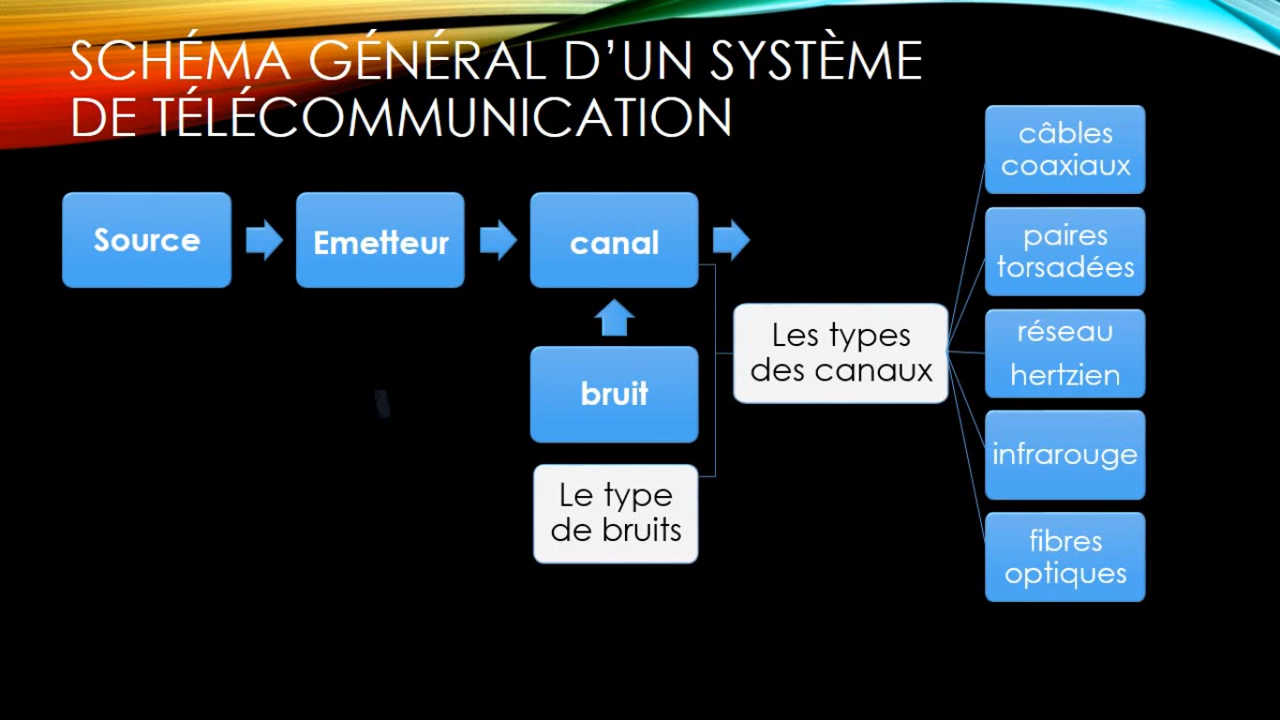 SCHÉMA GÉNÉRAL D’UN SYSTÈME
DE TÉLÉCOMMUNICATION
Source
Emetteur
canal
bruit
Le type
de bruits
Les types
des canaux
câbles
coaxiaux
paires
torsadées
réseau
hertzien
infrarouge
fibres
optiques